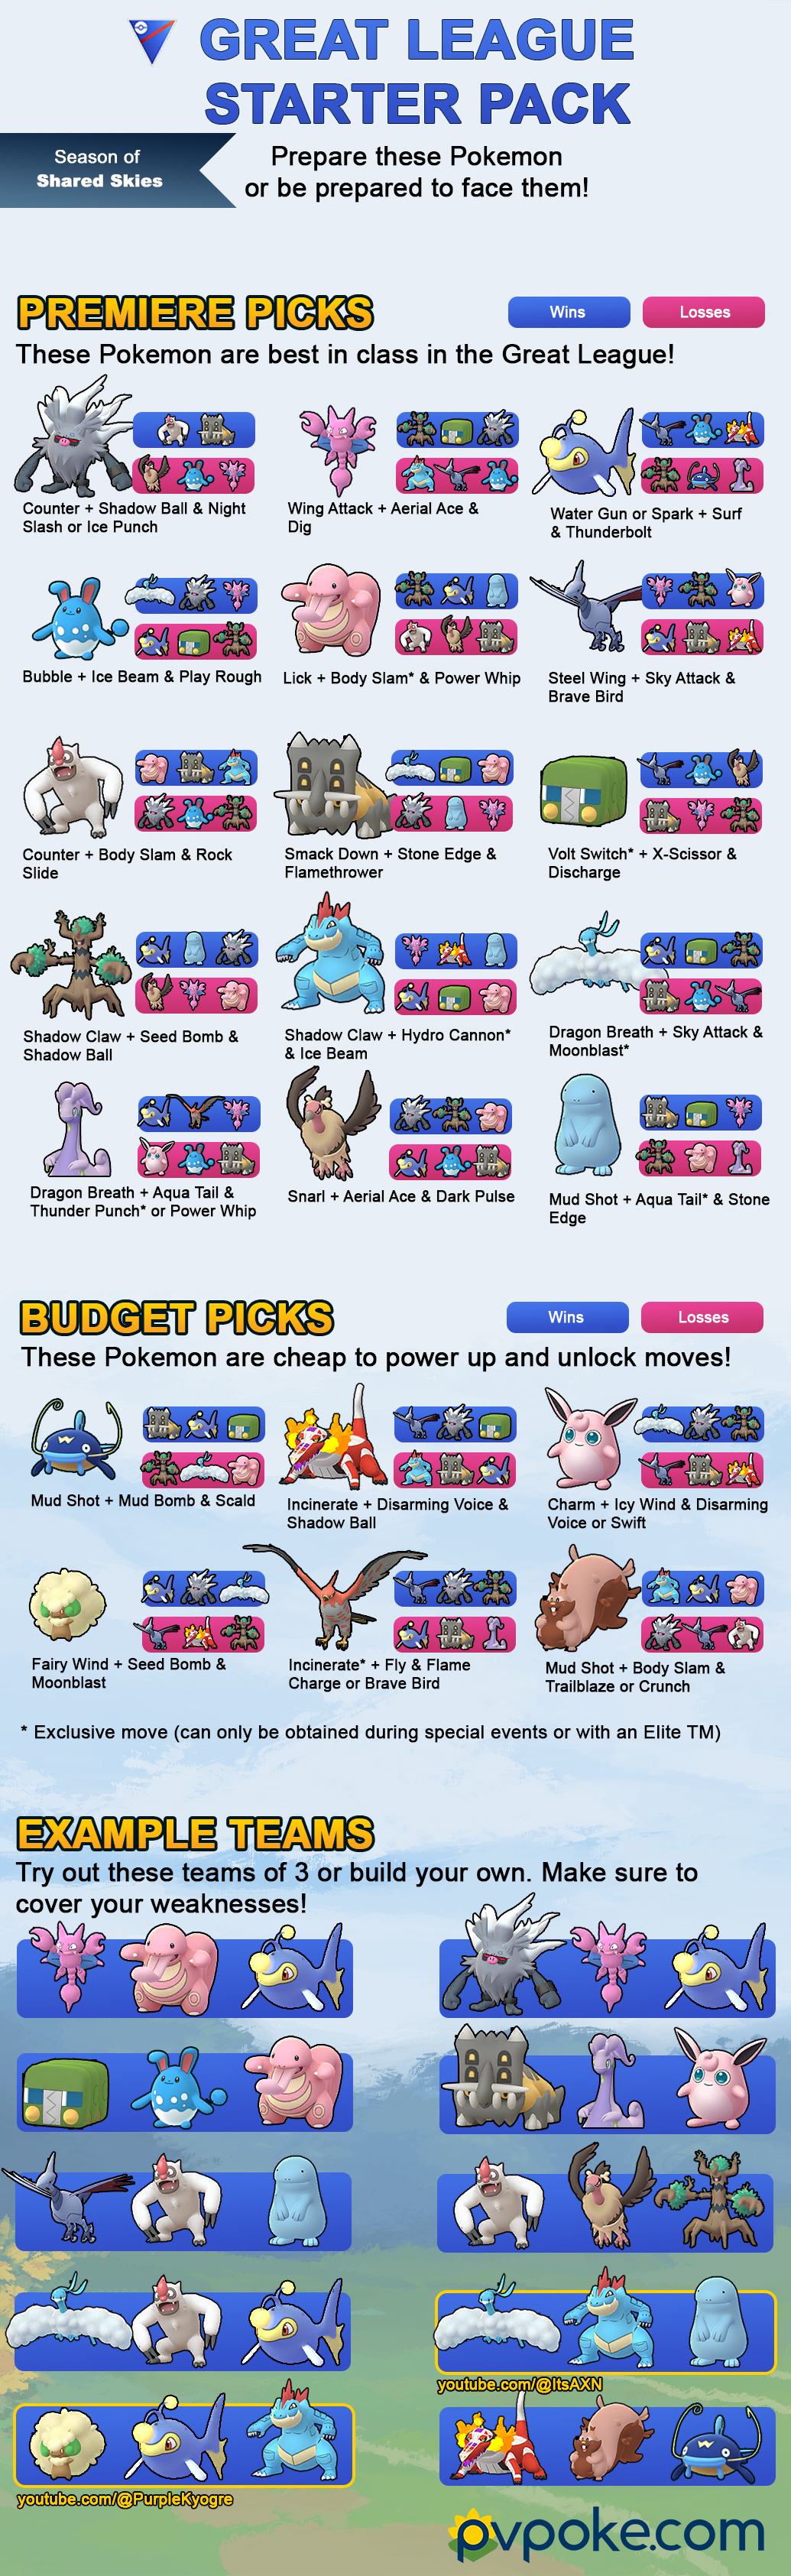 GREAT LEAGUE
STARTER PACK
Season of
Shared Skies
Prepare these Pokemon
or be prepared to face them!
PREMIERE PICKS
Wins
Losses
These Pokemon are best in class in the Great League!
Counter + Shadow Ball & Night
Slash or Ice Punch
Wing Attack + Aerial Ace &
Dig
Water Gun or Spark + Surf
& Thunderbolt
Bubble + Ice Beam & Play Rough
Lick + Body Slam* & Power Whip
Steel Wing + Sky Attack &
Brave Bird
Counter + Body Slam & Rock
Slide
Smack Down + Stone Edge &
Flamethrower
Volt Switch* + X-Scissor &
Discharge
Shadow Claw + Seed Bomb &
Shadow Ball
Shadow Claw + Hydro Cannon*
& Ice Beam
Dragon Breath + Sky Attack &
Moonblast*
Dragon Breath + Aqua Tail &
Thunder Punch* or Power Whip
Snarl + Aerial Ace & Dark Pulse
Mud Shot + Aqua Tail* & Stone
Edge
BUDGET PICKS
Wins
Losses
These Pokemon are cheap to power up and unlock moves!
Mud Shot + Mud Bomb & Scald
Incinerate + Disarming Voice &
Shadow Ball
Charm + Icy Wind & Disarming
Voice or Swift
Fairy Wind + Seed Bomb &
Moonblast
Incinerate* + Fly & Flame
Charge or Brave Bird
Mud Shot + Body Slam &
Trailblaze or Crunch
* Exclusive move (can only be obtained during special events or with an Elite TM)
EXAMPLE TEAMS
Try out these teams of 3 or build your own. Make sure to
cover your weaknesses!
youtube.com/@ItsAXN
youtube.com/@PurpleKyogre
pvpoke.com